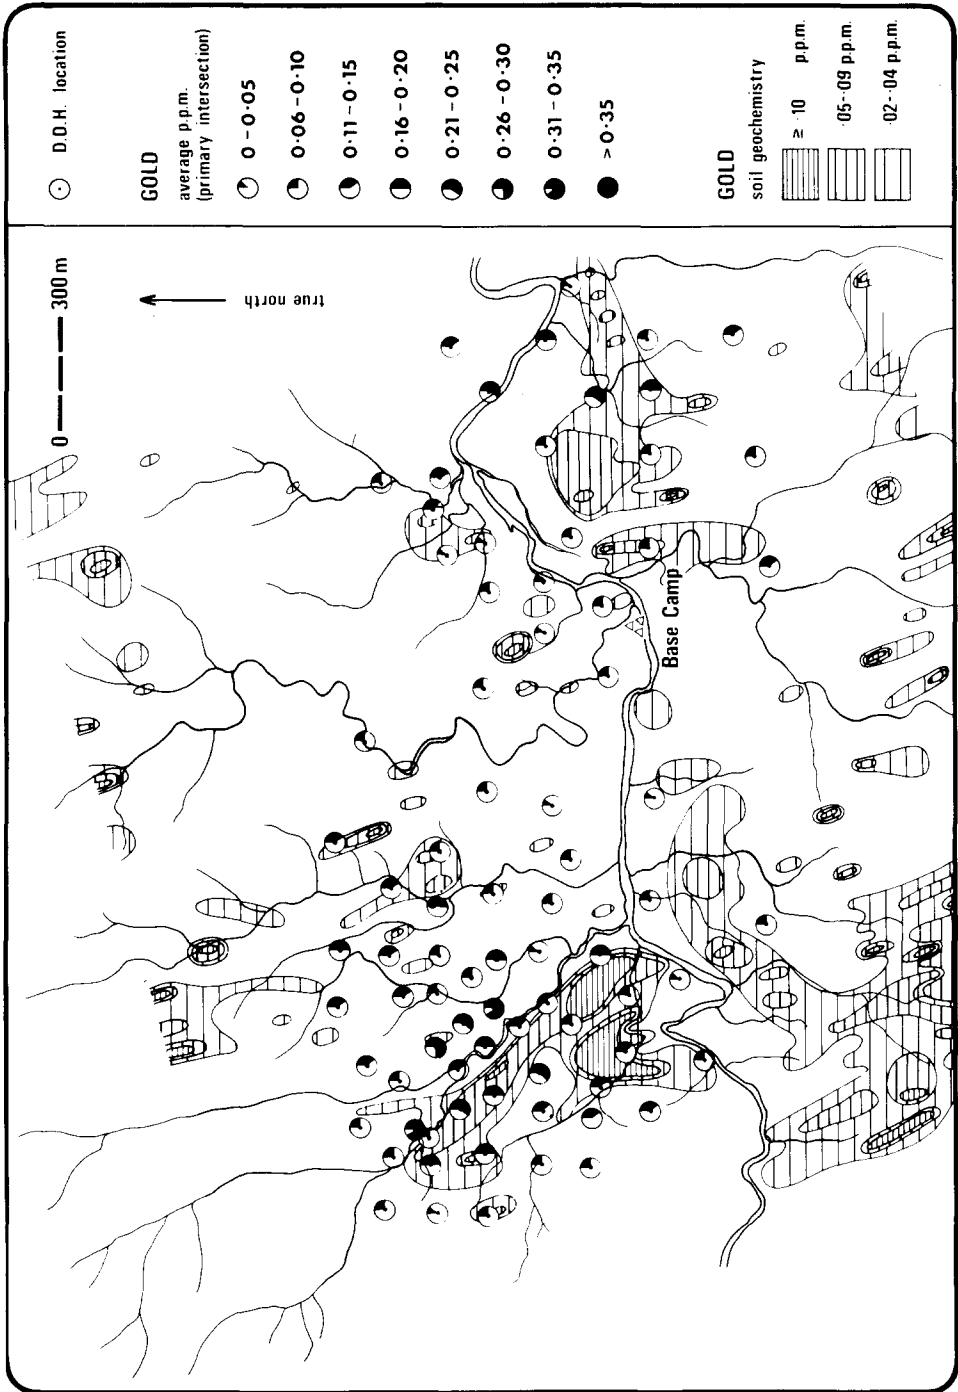 D.D.H. location
GOLD
average p.p.m.
(primary intersection)
0 – 0·05
0·06 – 0·10
0·11 – 0·15
0·16 – 0·20
0·21 – 0·25
0·26 – 0·30
0·31 – 0·35
> 0·35
GOLD
soil geochemistry
≥ ·10 p.p.m.
·05-·09 p.p.m.
·02-·04 p.p.m.
0 300 m
true north
Base Camp